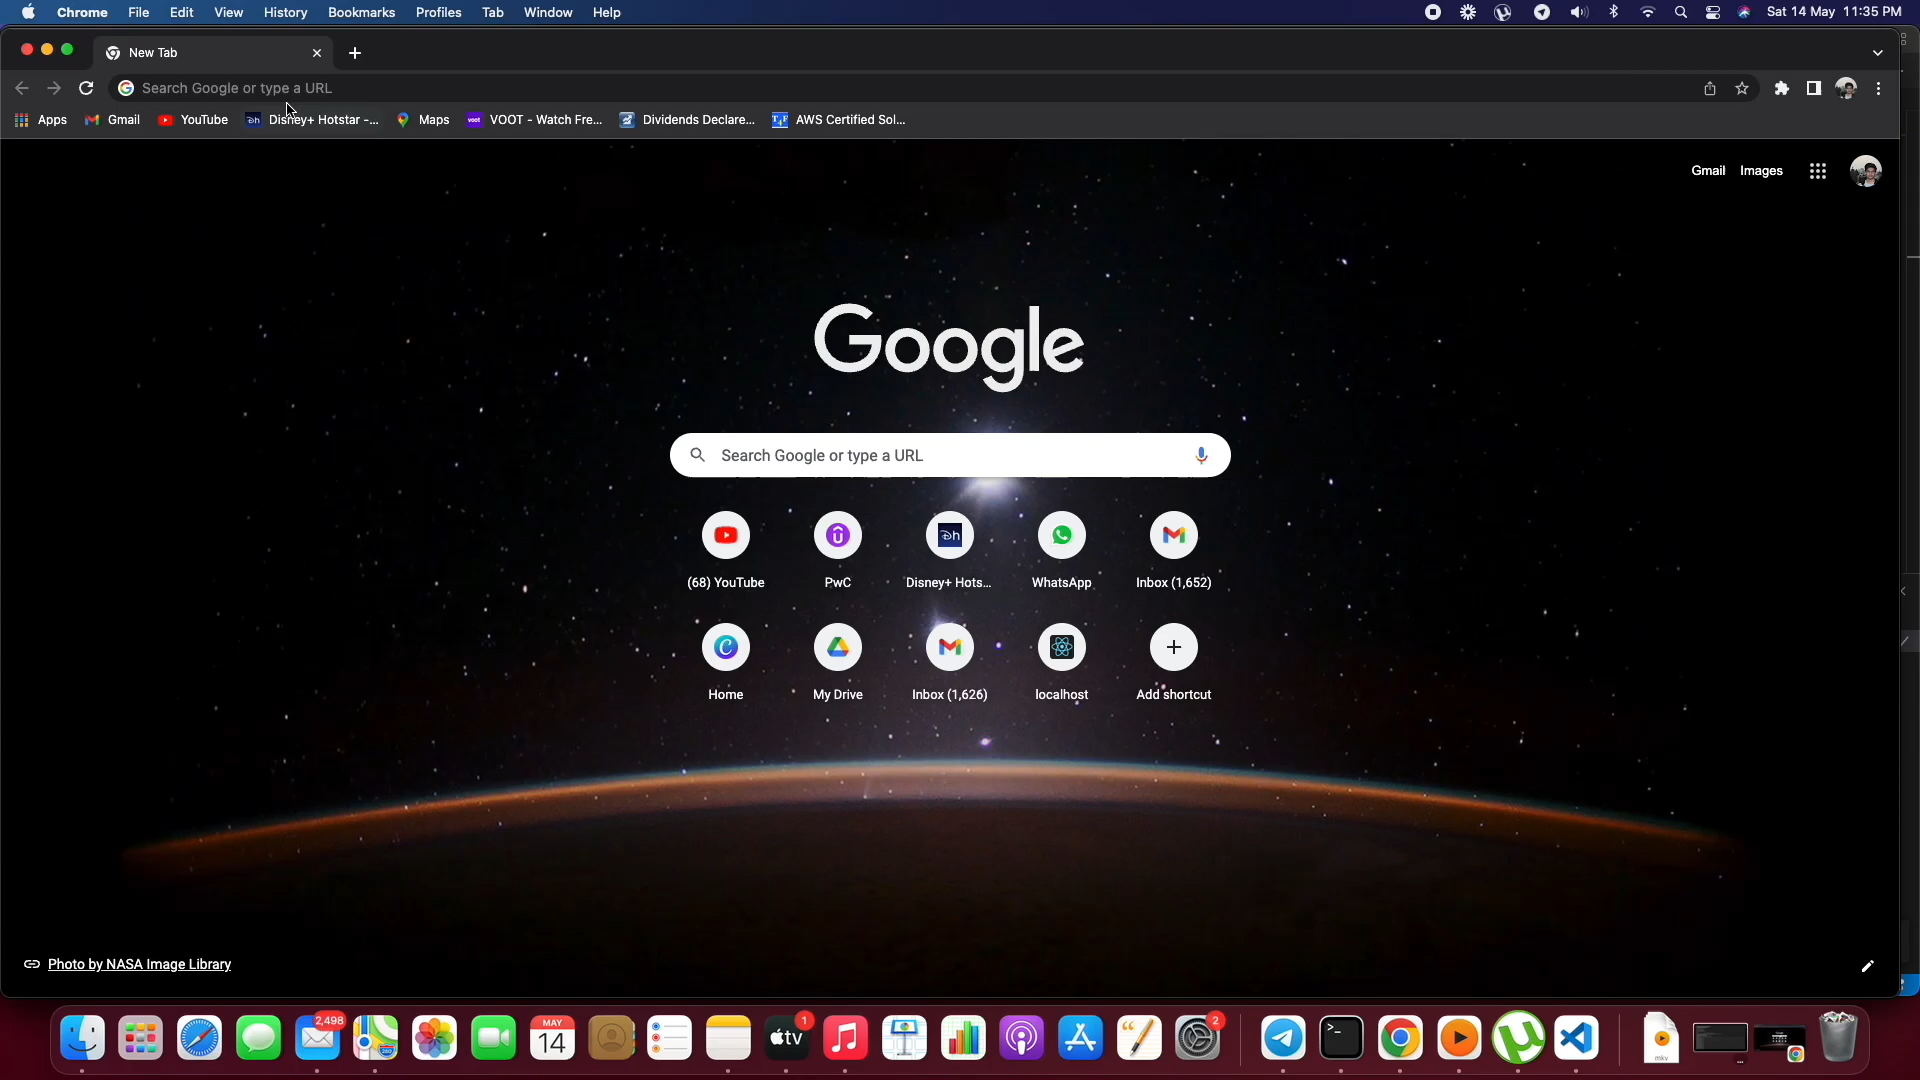 Chrome File Edit View History Bookmarks Profiles Tab Window Help Sat 14 May 11:35 PM
New Tab
Search Google or type a URL
Apps Gmail YouTube Disney+ Hotstar -... Maps VOOT - Watch Fre... Dividends Declare... AWS Certified Sol...
Gmail Images
Google
Search Google or type a URL
(68) YouTube PwC Disney+ Hots... WhatsApp Inbox (1,652)
Home My Drive Inbox (1,626) localhost Add shortcut
Photo by NASA Image Library
2,498 MAY 14 tv 1 2